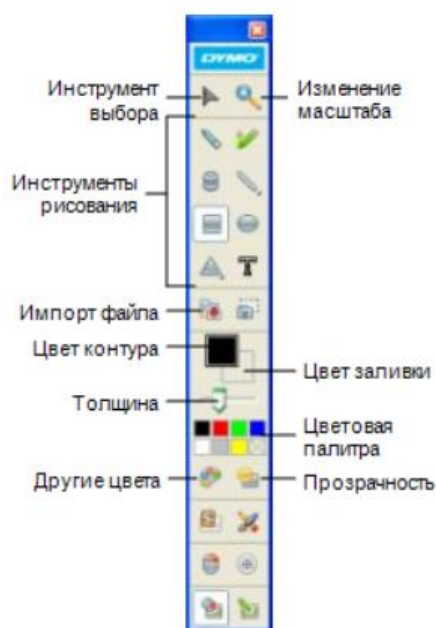 DYMO
Инструмент
выбора
Изменение
масштаба
Инструменты
рисования
Импорт файла
Цвет контура
Цвет заливки
Толщина
Цветовая
палитра
Другие цвета
Прозрачность